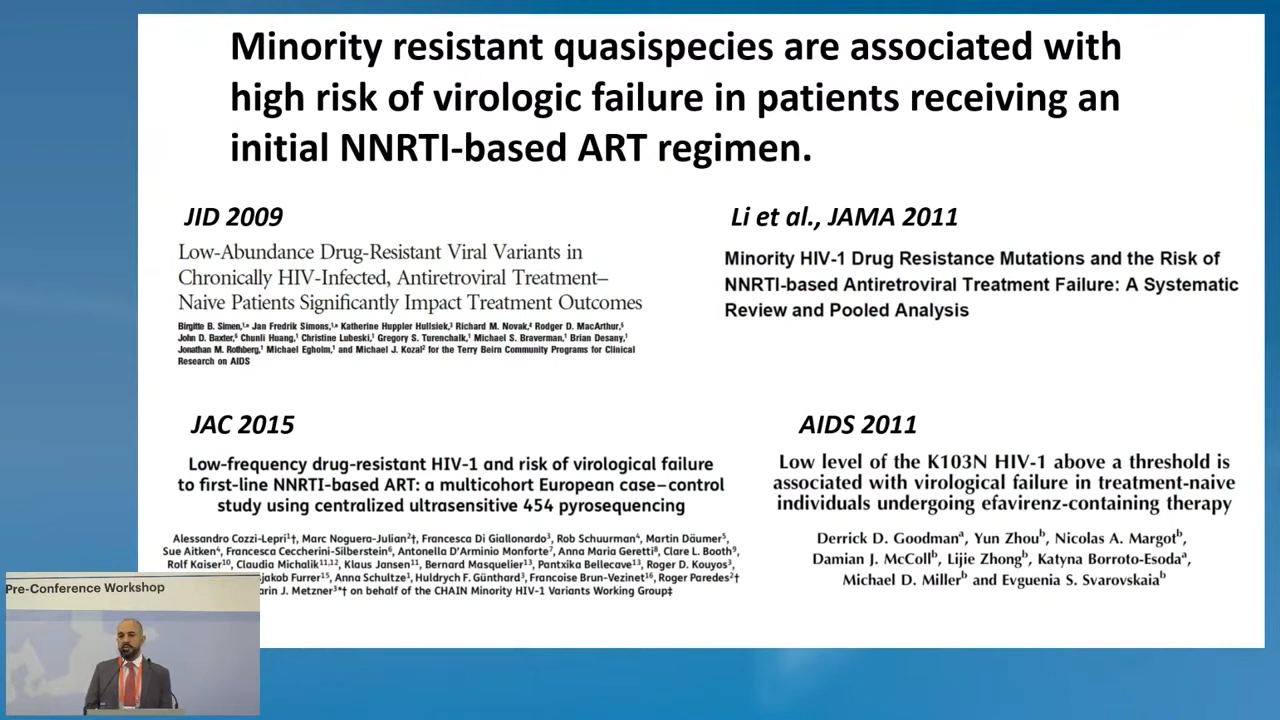 Minority resistant quasispecies are associated with
high risk of virologic failure in patients receiving an
initial NNRTI-based ART regimen.
JID 2009
Low-Abundance Drug-Resistant Viral Variants in
Chronically HIV-Infected, Antiretroviral Treatment–
Naive Patients Significantly Impact Treatment Outcomes
Birgitte B. Simen,¹,ᵃ Jan Fredrik Simons,¹,ᵃ Katherine Huppler Hullsiek,³ Richard M. Novak,⁴ Rodger D. MacArthur,⁵
John D. Baxter,⁶ Chunli Huang,¹ Christine Lubeski,¹ Gregory S. Turenchalk,¹ Michael S. Braverman,¹ Brian Desany,¹
Jonathan M. Rothberg,¹ Michael Egholm,¹ and Michael J. Kozal² for the Terry Beirn Community Programs for Clinical
Research on AIDS
Li et al., JAMA 2011
Minority HIV-1 Drug Resistance Mutations and the Risk of
NNRTI-based Antiretroviral Treatment Failure: A Systematic
Review and Pooled Analysis
JAC 2015
Low-frequency drug-resistant HIV-1 and risk of virological failure
to first-line NNRTI-based ART: a multicohort European case–control
study using centralized ultrasensitive 454 pyrosequencing
Alessandro Cozzi-Lepri¹†, Marc Noguera-Julian²†, Francesca Di Giallonardo³, Rob Schuurman⁴, Martin Däumer⁵,
Sue Aitken⁴, Francesca Ceccherini-Silberstein⁶, Antonella D'Arminio Monforte⁷, Anna Maria Geretti⁸, Clare L. Booth⁹,
Rolf Kaiser¹⁰, Claudia Michalik¹¹,¹², Klaus Jansen¹¹, Bernard Masquelier¹³, Pantxika Bellecave¹³, Roger D. Kouyos³,
Furrer¹⁵, Anna Schultze¹, Huldrych F. Günthard³, Francoise Brun-Vezinet¹⁶, Roger Paredes²†
J. Metzner³*† on behalf of the CHAIN Minority HIV-1 Variants Working Group‡
AIDS 2011
Low level of the K103N HIV-1 above a threshold is
associated with virological failure in treatment-naive
individuals undergoing efavirenz-containing therapy
Derrick D. Goodmanᵃ, Yun Zhouᵇ, Nicolas A. Margotᵇ,
Damian J. McCollᵇ, Lijie Zhongᵇ, Katyna Borroto-Esodaᵃ,
Michael D. Millerᵇ and Evguenia S. Svarovskaiaᵇ
Pre-Conference Workshop